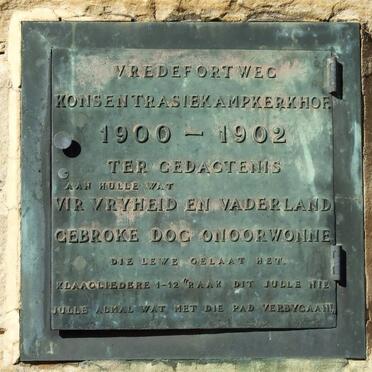 VREDEFORTWEG
KONSENTRASIEKAMPKERKHOF
1900 - 1902
TER GEDAGTENIS
AAN HULLE WAT
VIR VRYHEID EN VADERLAND
GEBROKE DOG ONOORWONNE
DIE LEWE GELAAT HET.
KLAAGLIEDERE 1-12 "RAAK DIT JULLE NIE
JULLE ALMAL WAT MET DIE PAD VERBYGAAN!"